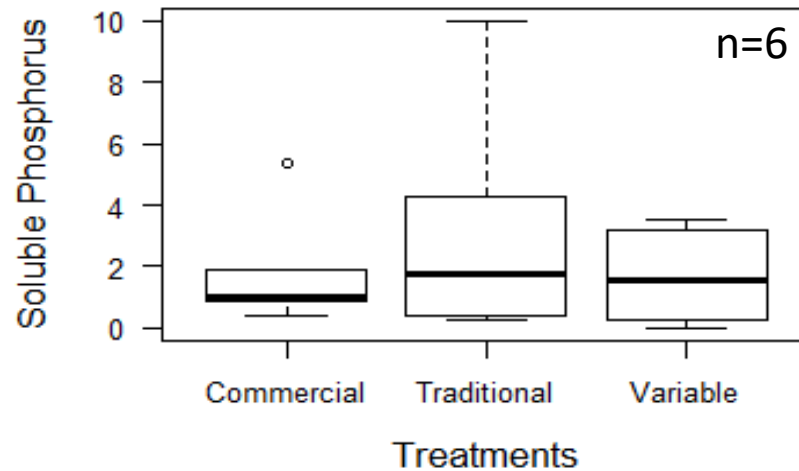 Soluble Phosphorus
10
8
6
4
2
0
n=6
Commercial Traditional Variable
Treatments